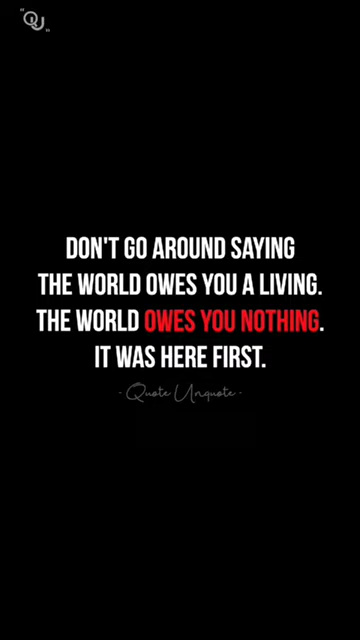 "QU"
DON'T GO AROUND SAYING
THE WORLD OWES YOU A LIVING.
THE WORLD OWES YOU NOTHING.
IT WAS HERE FIRST.
- Quote Unquote -